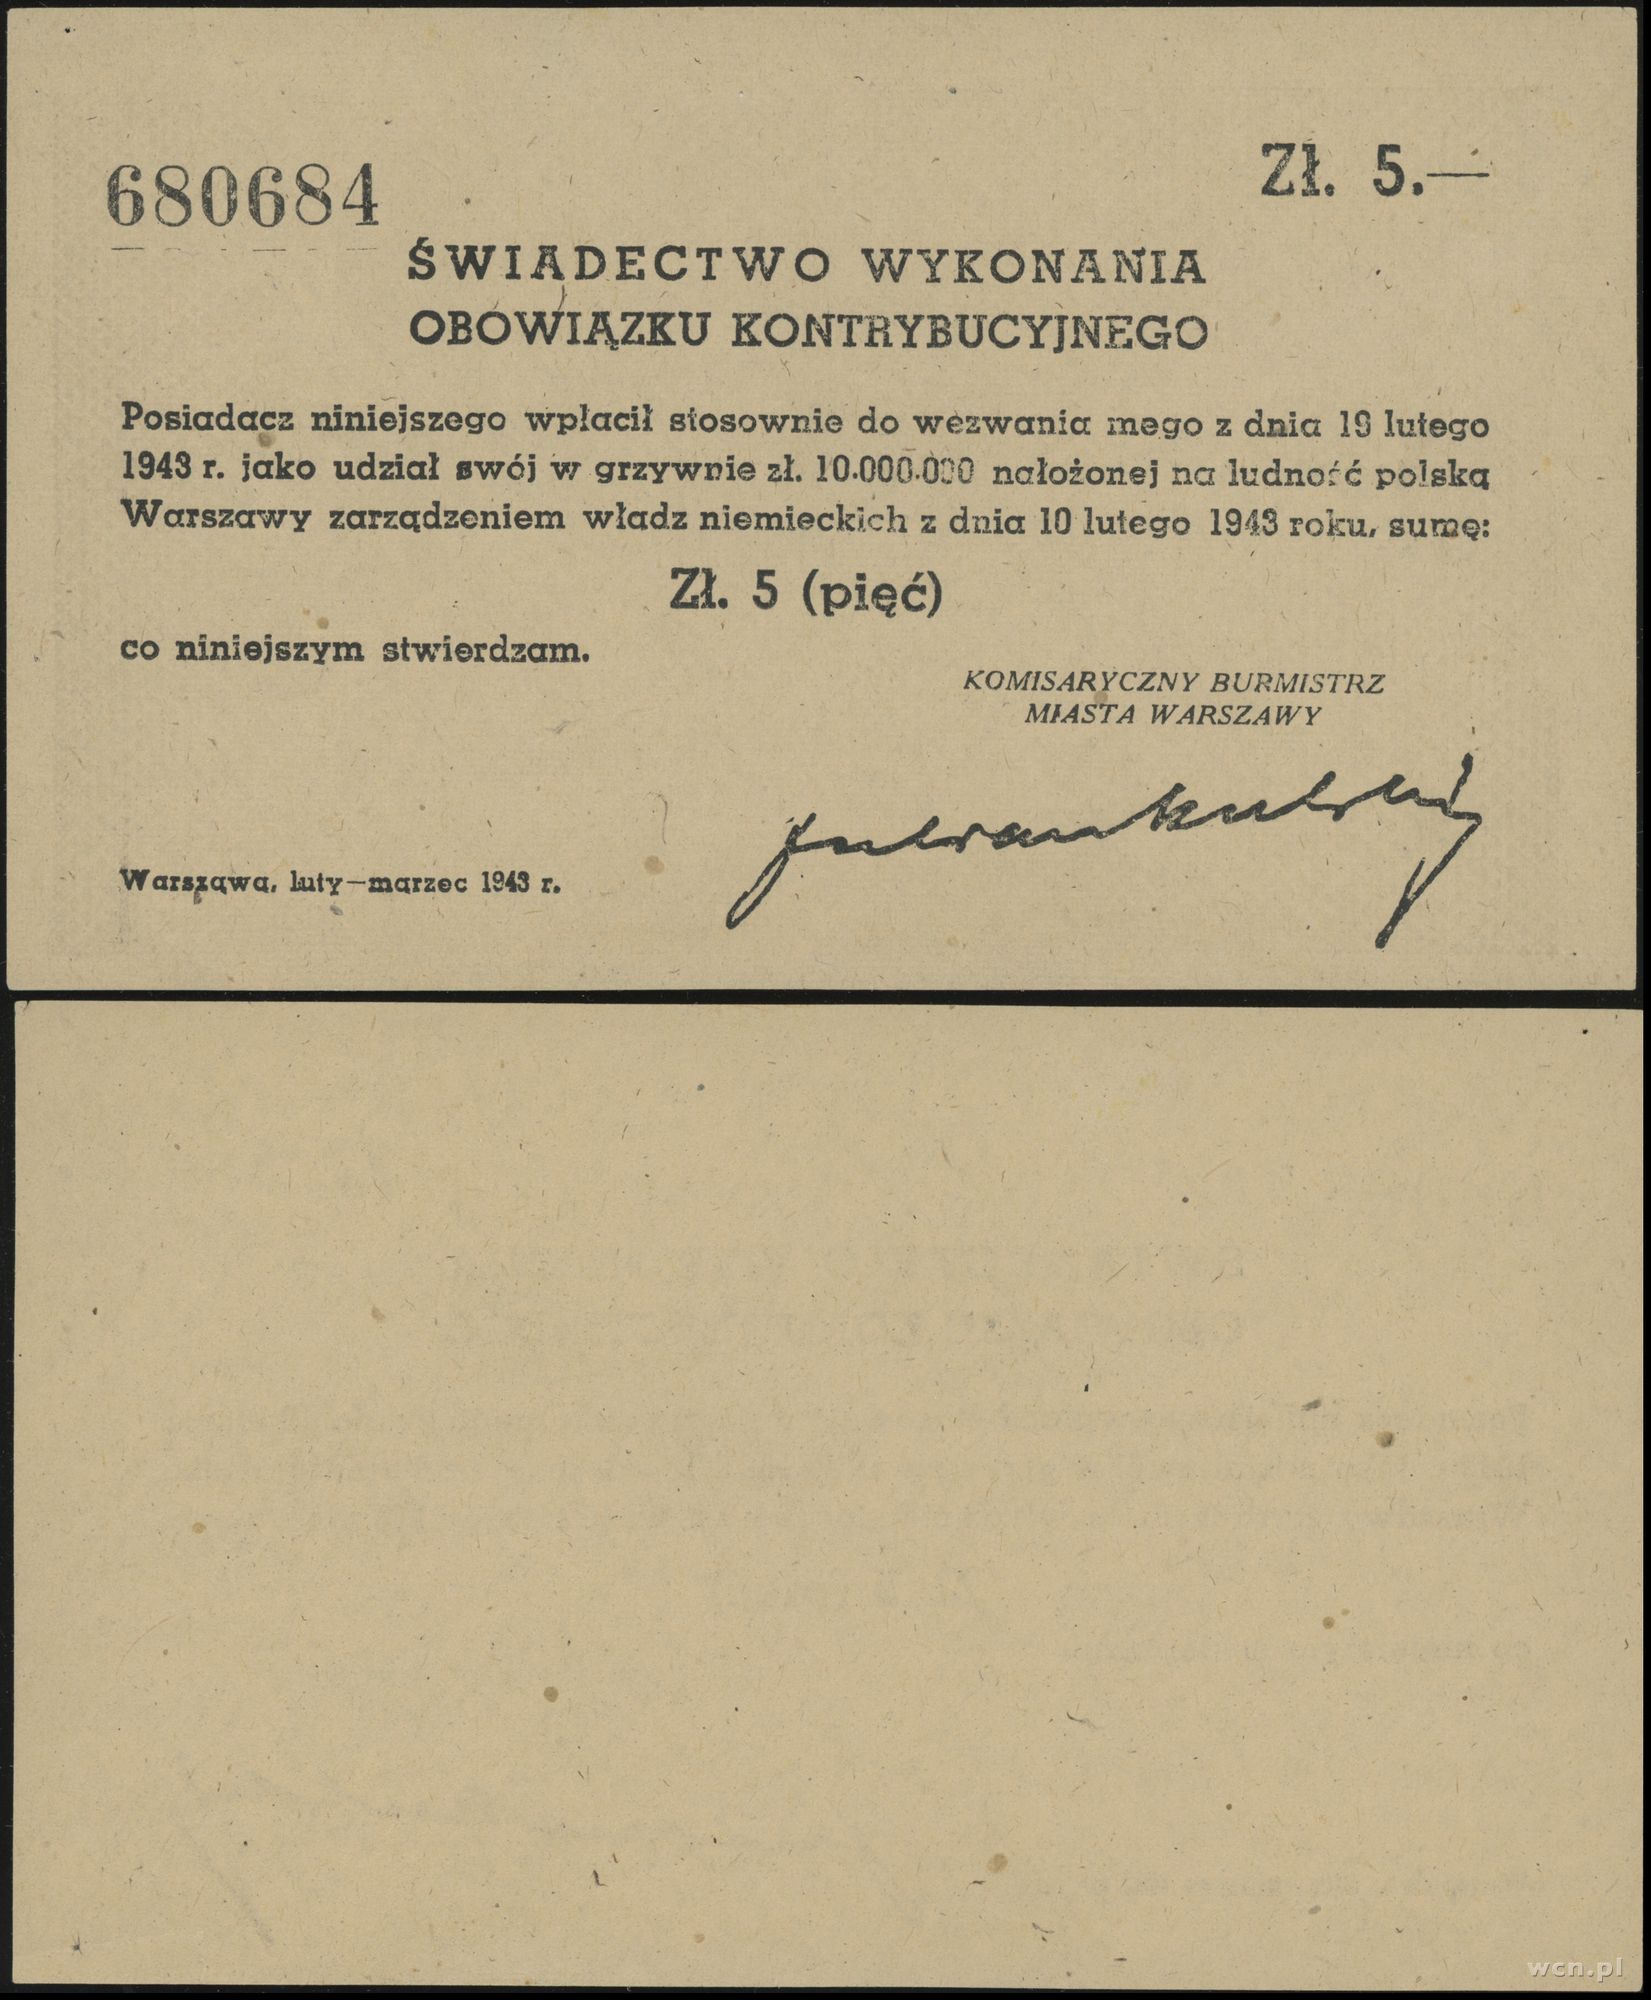 680684
Zł. 5.—
ŚWIADECTWO WYKONANIA
OBOWIĄZKU KONTRYBUCYJNEGO
Posiadacz niniejszego wpłacił stosownie do wezwania mego z dnia 19 lutego
1943 r. jako udział swój w grzywnie zł. 10.000.000 nałożonej na ludność polską
Warszawy zarządzeniem władz niemieckich z dnia 10 lutego 1943 roku, sumę:
Zł. 5 (pięć)
co niniejszym stwierdzam.
KOMISARYCZNY BURMISTRZ
MIASTA WARSZAWY
Julian Kulski
Warszawa, luty—marzec 1943 r.
wcn.pl